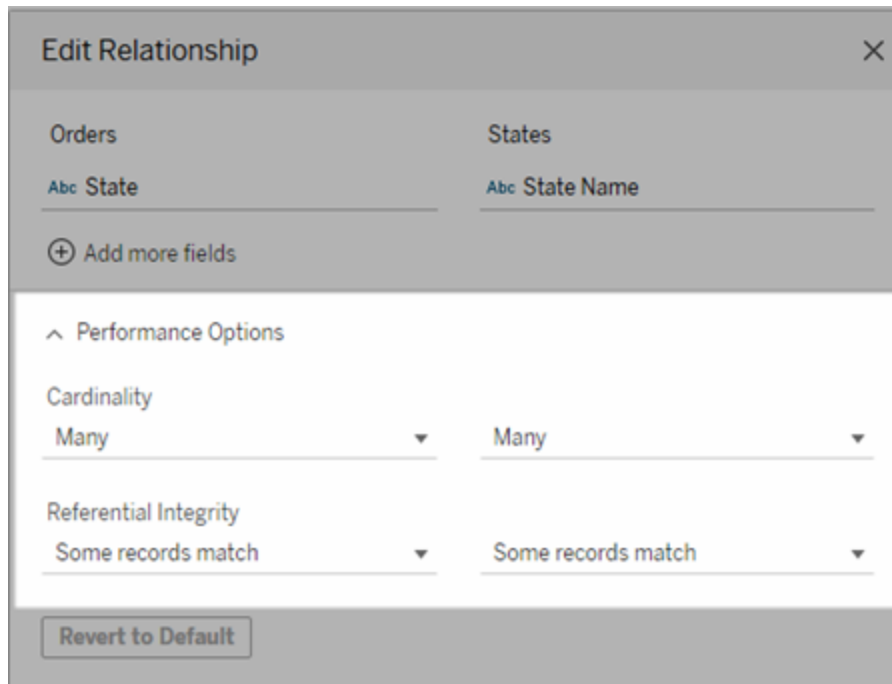 Edit Relationship
Orders States
Abc State Abc State Name
Add more fields
Performance Options
Cardinality
Many Many
Referential Integrity
Some records match Some records match
Revert to Default